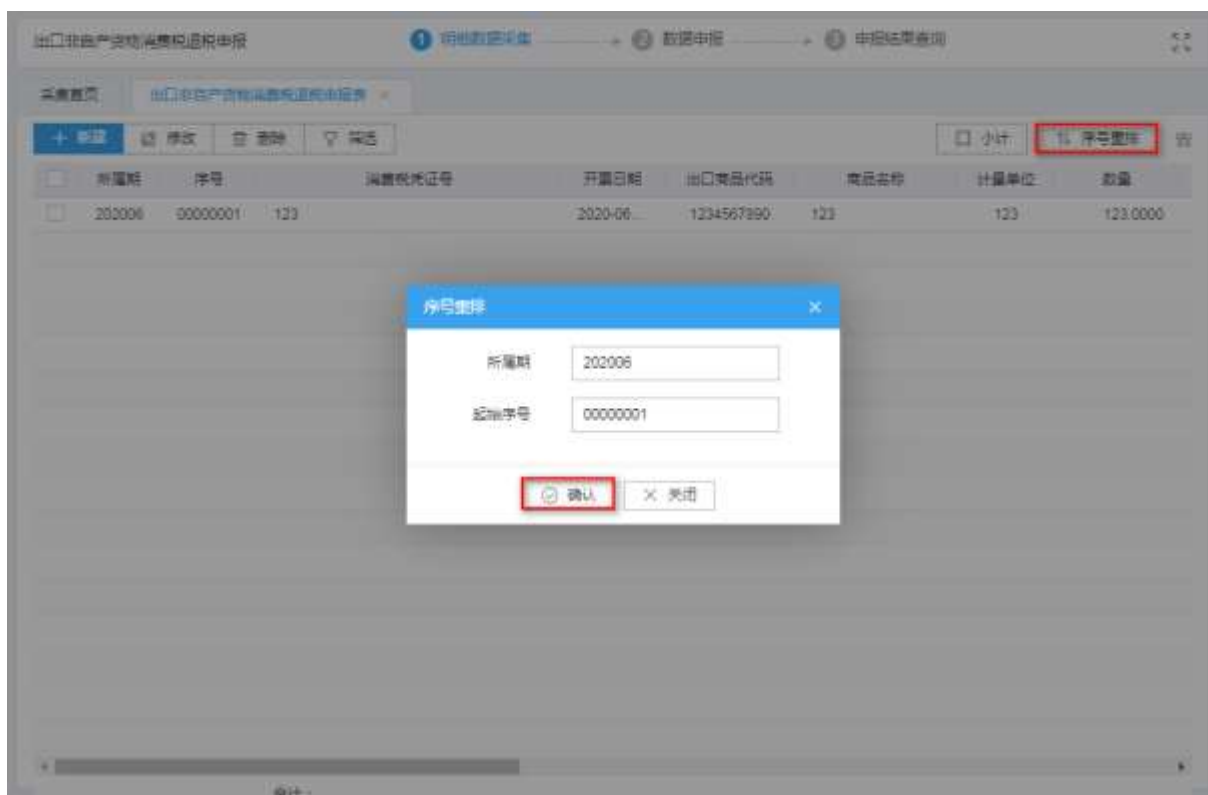 出口非自产货物消费税退税申报 1 明细数据采集 2 数据申报 3 申报结果查询
采集首页 出口非自产货物消费税退税申报表 ×
+ 新建 修改 删除 筛选 小计 序号重排
所属期 序号 消费税凭证号 开票日期 出口商品代码 商品名称 计量单位 数量
202006 00000001 123 2020-06... 1234567890 123 123 123.0000
序号重排 ×
所属期 202006
起始序号 00000001
确认 × 关闭
合计：